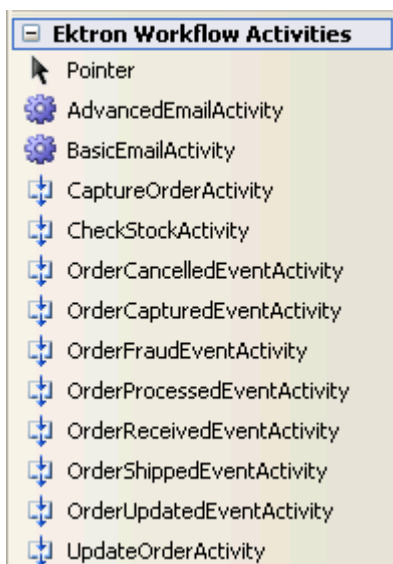 Ektron Workflow Activities
Pointer
AdvancedEmailActivity
BasicEmailActivity
CaptureOrderActivity
CheckStockActivity
OrderCancelledEventActivity
OrderCapturedEventActivity
OrderFraudEventActivity
OrderProcessedEventActivity
OrderReceivedEventActivity
OrderShippedEventActivity
OrderUpdatedEventActivity
UpdateOrderActivity